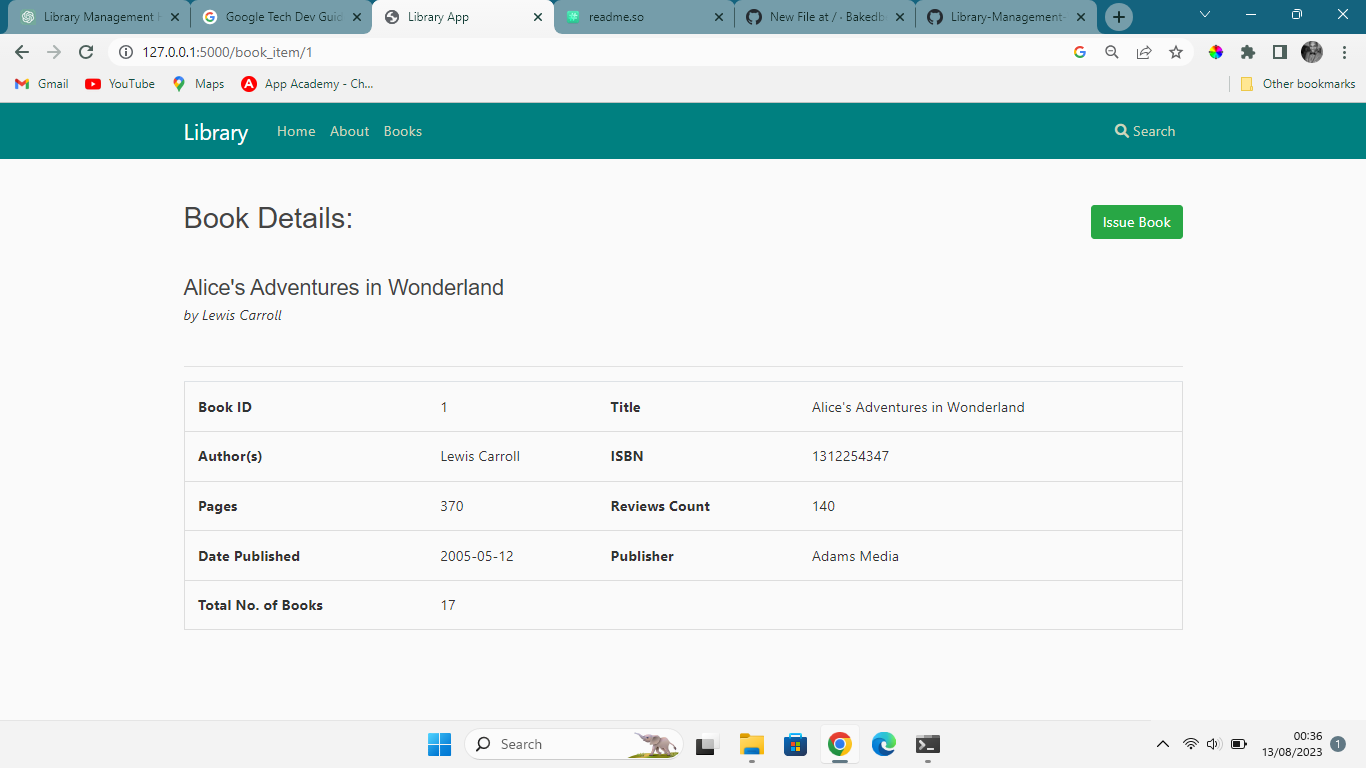 Library Management H
Google Tech Dev Guid
Library App
readme.so
New File at / · Bakedb
Library-Management-
127.0.0.1:5000/book_item/1
Gmail
YouTube
Maps
App Academy - Ch...
Other bookmarks
Library Home About Books Search
Book Details:
Issue Book
Alice's Adventures in Wonderland
by Lewis Carroll
Book ID 1 Title Alice's Adventures in Wonderland
Author(s) Lewis Carroll ISBN 1312254347
Pages 370 Reviews Count 140
Date Published 2005-05-12 Publisher Adams Media
Total No. of Books 17
Search
00:36
13/08/2023
1